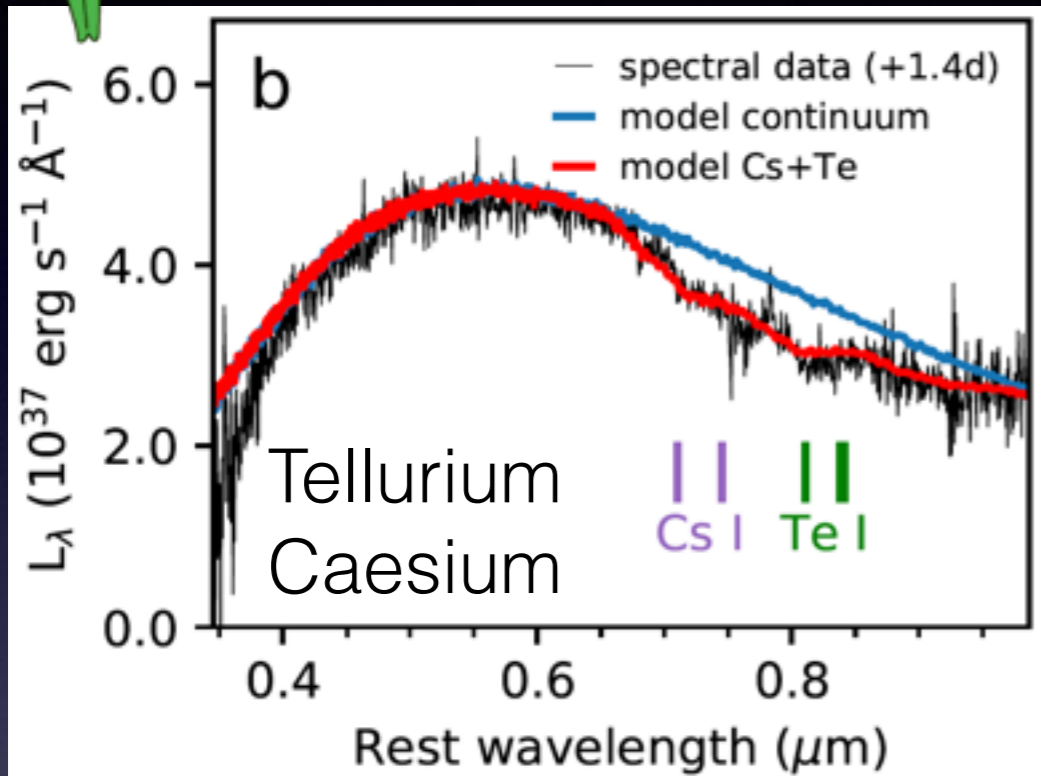 b
spectral data (+1.4d)
model continuum
model Cs+Te
6.0
4.0
2.0
0.0
L_λ (10³⁷ erg s⁻¹ Å⁻¹)
Tellurium
Caesium
Cs I Te I
0.4 0.6 0.8
Rest wavelength (μm)